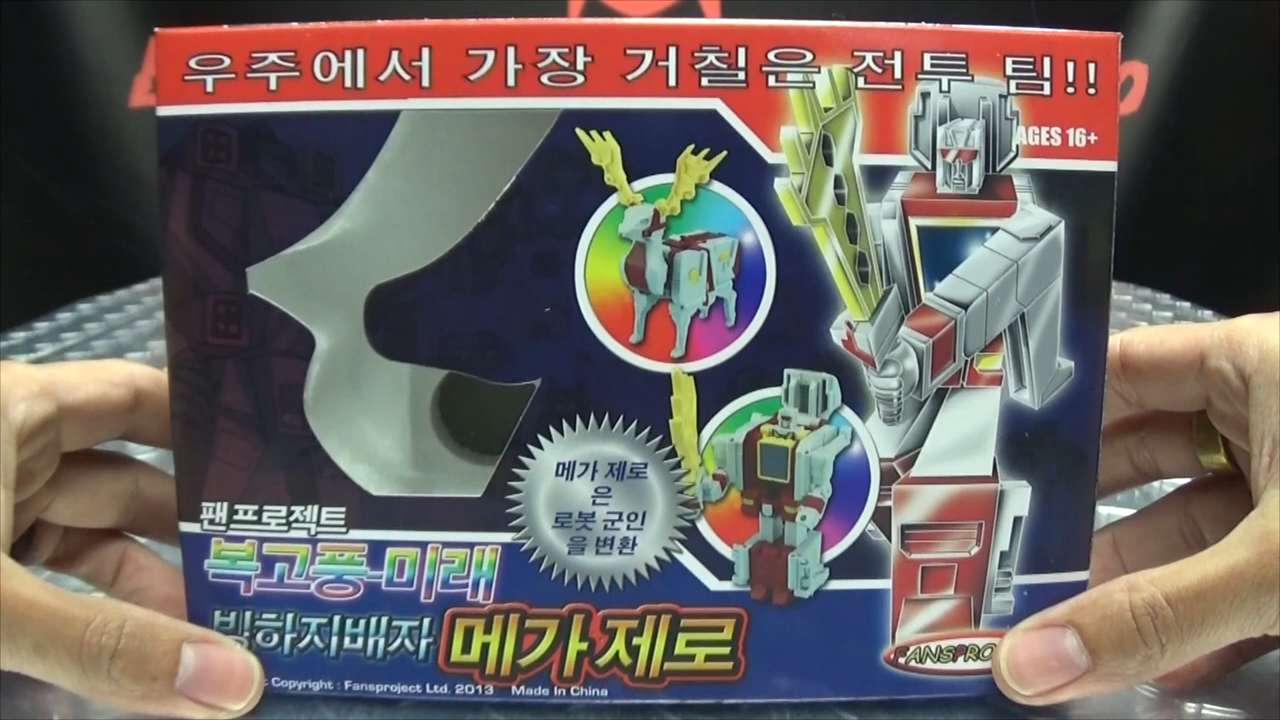 우주에서 가장 거칠은 전투 팀!!
AGES 16+
메가 제로
은
로봇 군인
을 변환
팬프로젝트
복고풍-미래
빙하지배자 메가 제로
FANSPRO
Copyright : Fansproject Ltd. 2013 Made In China